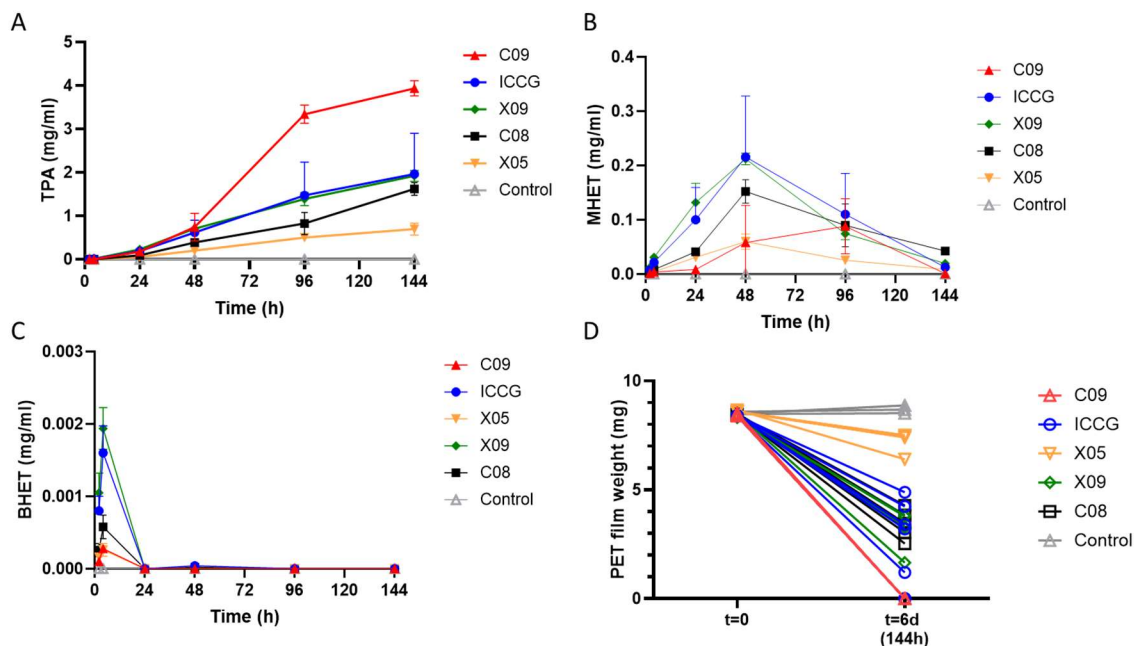 A
TPA (mg/ml)
5
4
3
2
1
0
0
24
48
72
96
120
144
Time (h)
C09
ICCG
X09
C08
X05
Control
B
MHET (mg/ml)
0.4
0.3
0.2
0.1
0.0
0
24
48
72
96
120
144
Time (h)
C09
ICCG
X09
C08
X05
Control
C
BHET (mg/ml)
0.003
0.002
0.001
0.000
0
24
48
72
96
120
144
Time (h)
C09
ICCG
X05
X09
C08
Control
D
PET film weight (mg)
10
5
0
t=0
t=6d
(144h)
C09
ICCG
X05
X09
C08
Control